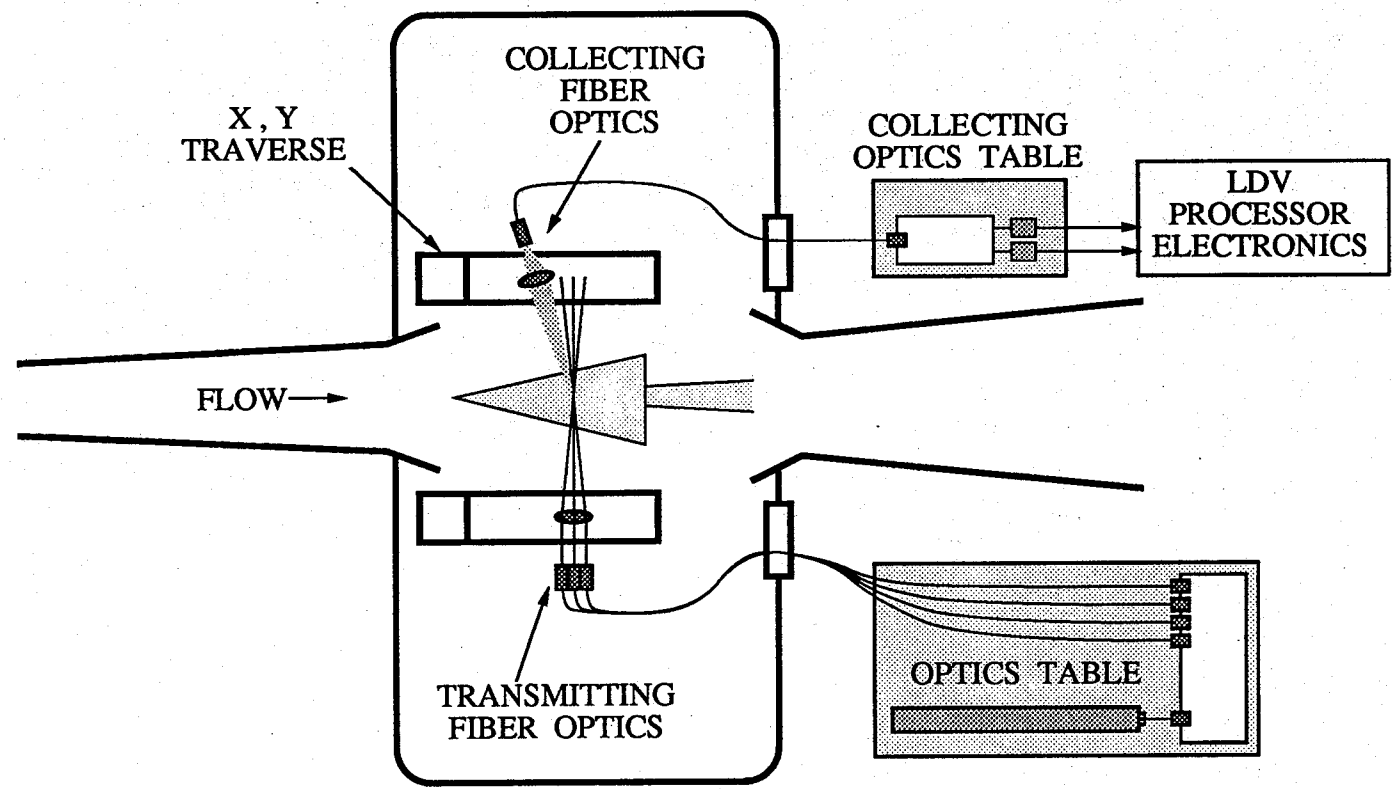 COLLECTING
FIBER
OPTICS
X , Y
TRAVERSE
COLLECTING
OPTICS TABLE
LDV
PROCESSOR
ELECTRONICS
FLOW
TRANSMITTING
FIBER OPTICS
OPTICS TABLE